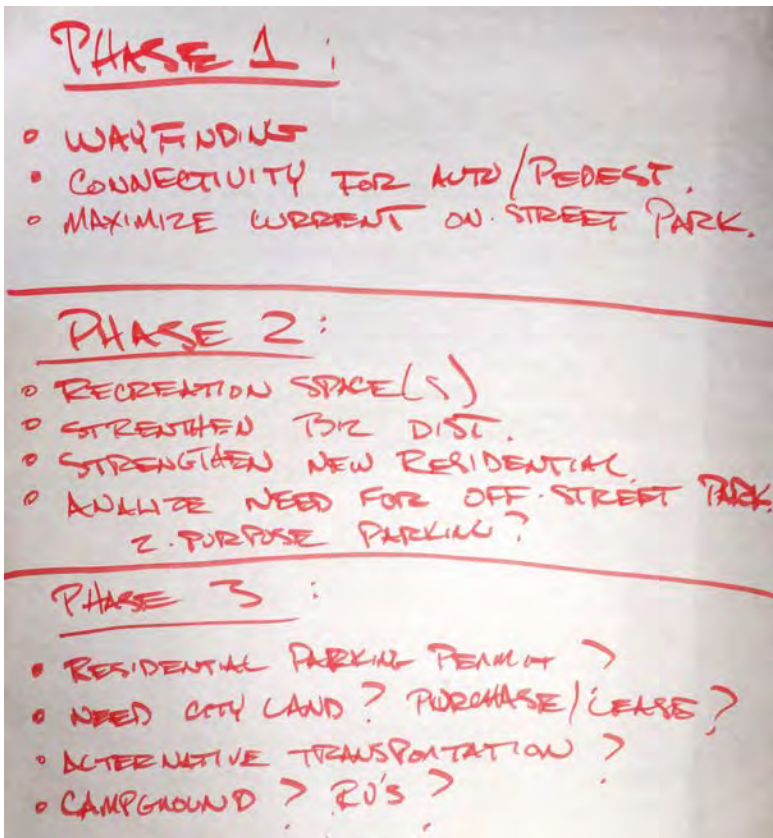 PHASE 1:
• WAYFINDING
• CONNECTIVITY FOR AUTO/PEDEST.
• MAXIMIZE CURRENT ON.STREET PARK.
PHASE 2:
• RECREATION SPACE(S)
• STRENTHEN BIZ DIST.
• STRENGTHEN NEW RESIDENTIAL.
• ANALIZE NEED FOR OFF.STREET PARK.
2.PURPOSE PARKING?
PHASE 3:
• RESIDENTIAL PARKING PERMIT?
• NEED CITY LAND? PURCHASE/LEASE?
• ALTERNATIVE TRANSPORTATION?
• CAMPGROUND? RV'S?